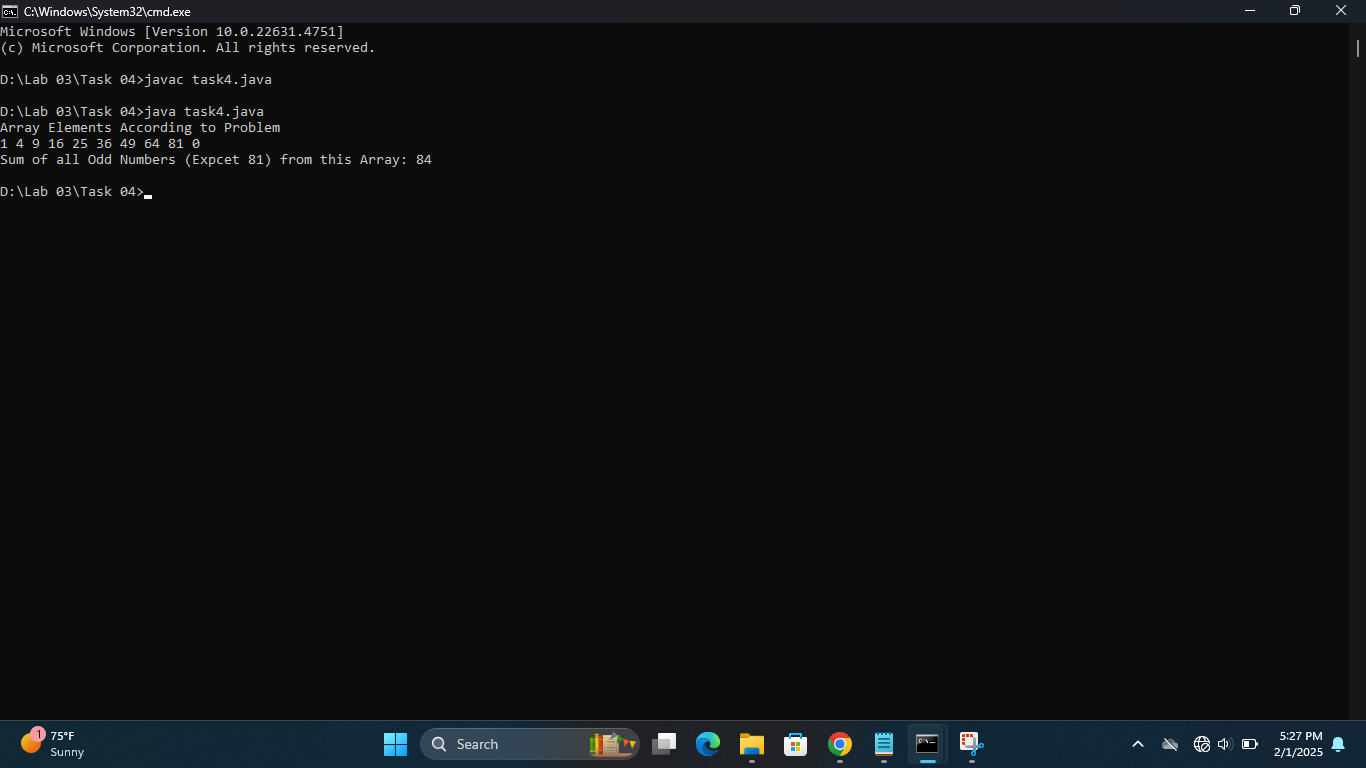 C:\Windows\System32\cmd.exe
Microsoft Windows [Version 10.0.22631.4751]
(c) Microsoft Corporation. All rights reserved.
D:\Lab 03\Task 04>javac task4.java
D:\Lab 03\Task 04>java task4.java
Array Elements According to Problem
1 4 9 16 25 36 49 64 81 0
Sum of all Odd Numbers (Expcet 81) from this Array: 84
D:\Lab 03\Task 04>
1
75°F
Sunny
Search
5:27 PM
2/1/2025